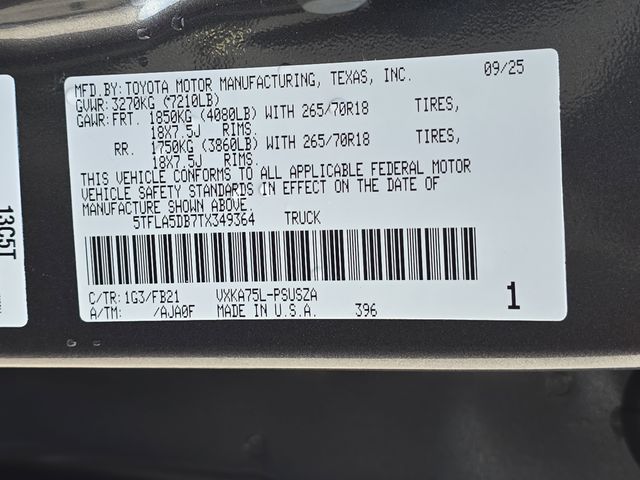 MFD.BY:TOYOTA MOTOR MANUFACTURING, TEXAS, INC. 09/25
GVWR:3270KG (7210LB)
GAWR:FRT. 1850KG (4080LB) WITH 265/70R18 TIRES,
18X7.5J RIMS.
RR. 1750KG (3860LB) WITH 265/70R18 TIRES,
18X7.5J RIMS.
THIS VEHICLE CONFORMS TO ALL APPLICABLE FEDERAL MOTOR
VEHICLE SAFETY STANDARDS IN EFFECT ON THE DATE OF
MANUFACTURE SHOWN ABOVE.
5TFLA5DB7TX349364 TRUCK
C/TR:1G3/FB21 VXKA75L-PSUSZA 1
A/TM: /AJA0F MADE IN U.S.A. 396
13C5T